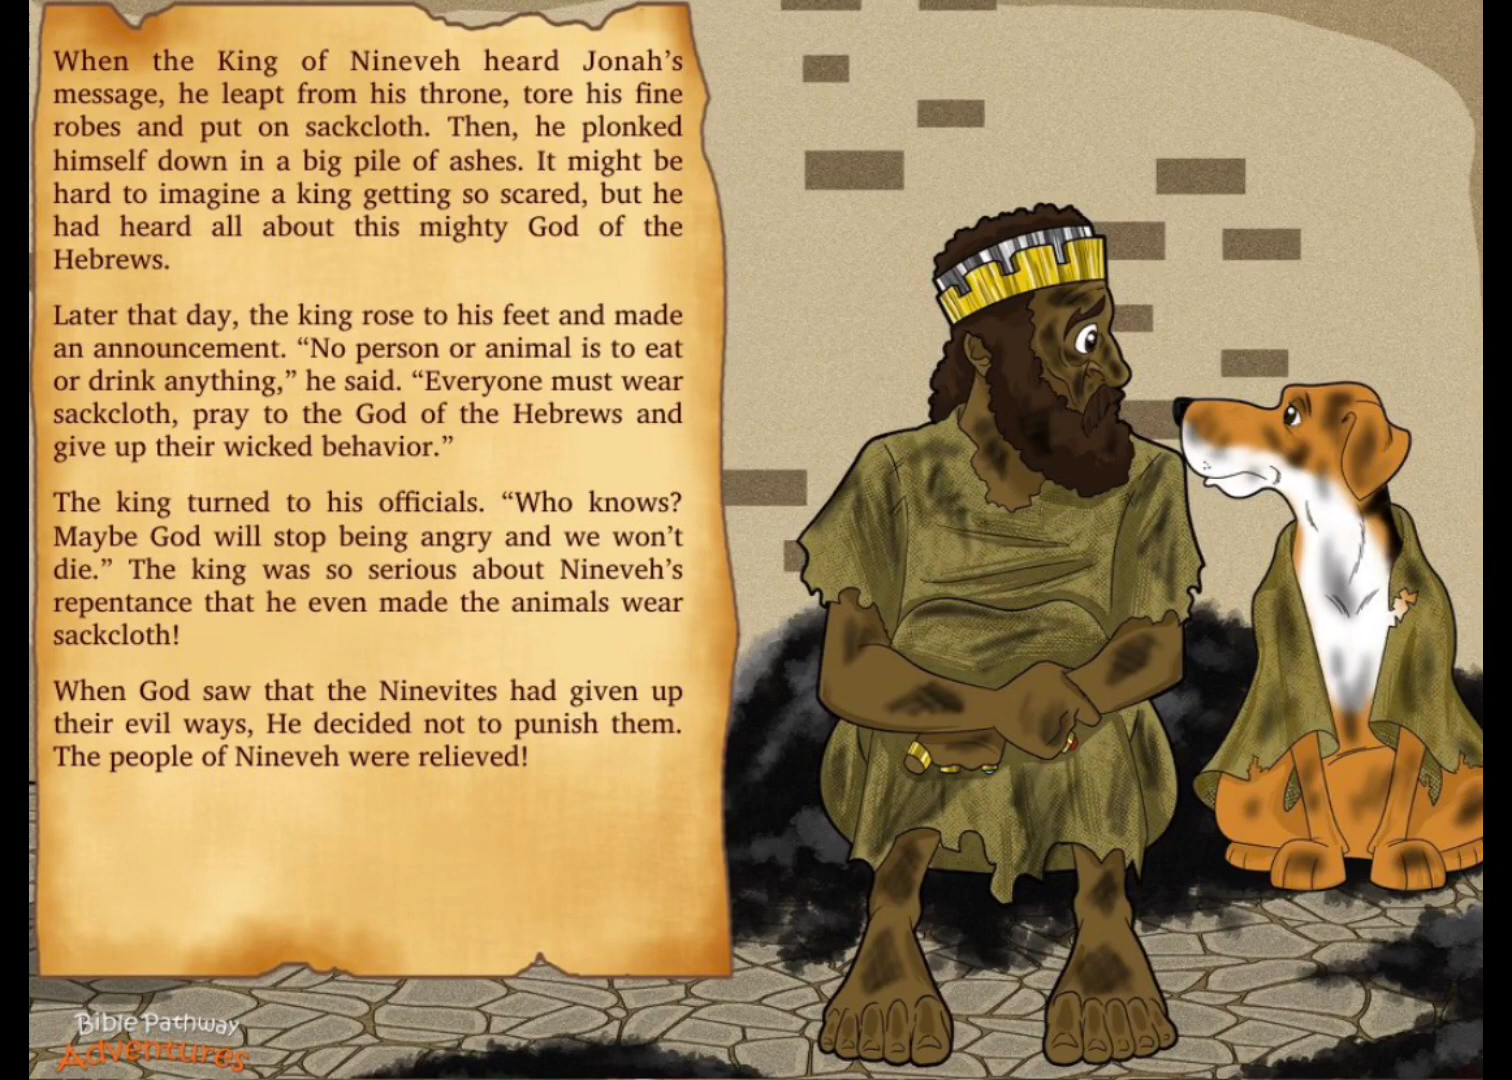 When the King of Nineveh heard Jonah’s
message, he leapt from his throne, tore his fine
robes and put on sackcloth. Then, he plonked
himself down in a big pile of ashes. It might be
hard to imagine a king getting so scared, but he
had heard all about this mighty God of the
Hebrews.
Later that day, the king rose to his feet and made
an announcement. “No person or animal is to eat
or drink anything,” he said. “Everyone must wear
sackcloth, pray to the God of the Hebrews and
give up their wicked behavior.”
The king turned to his officials. “Who knows?
Maybe God will stop being angry and we won’t
die.” The king was so serious about Nineveh’s
repentance that he even made the animals wear
sackcloth!
When God saw that the Ninevites had given up
their evil ways, He decided not to punish them.
The people of Nineveh were relieved!
Bible Pathway
Adventures